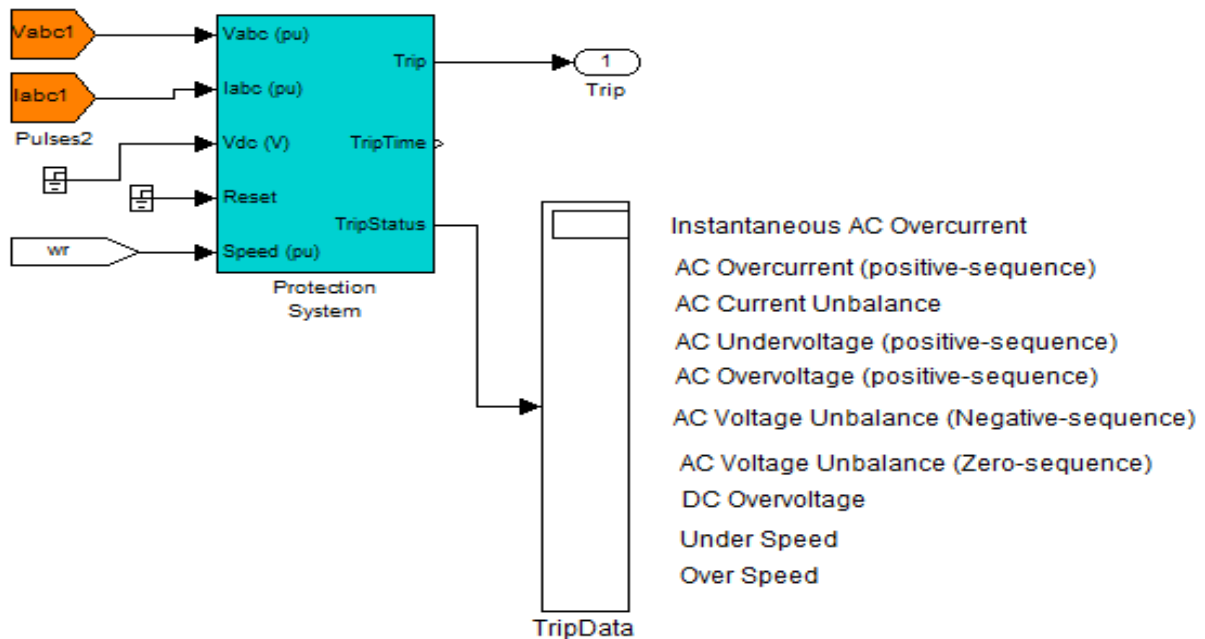 Vabc1
Iabc1
Pulses2
wr
Vabc (pu)
Iabc (pu)
Vdc (V)
Reset
Speed (pu)
Trip
TripTime
TripStatus
Protection
System
1
Trip
Instantaneous AC Overcurrent
AC Overcurrent (positive-sequence)
AC Current Unbalance
AC Undervoltage (positive-sequence)
AC Overvoltage (positive-sequence)
AC Voltage Unbalance (Negative-sequence)
AC Voltage Unbalance (Zero-sequence)
DC Overvoltage
Under Speed
Over Speed
TripData